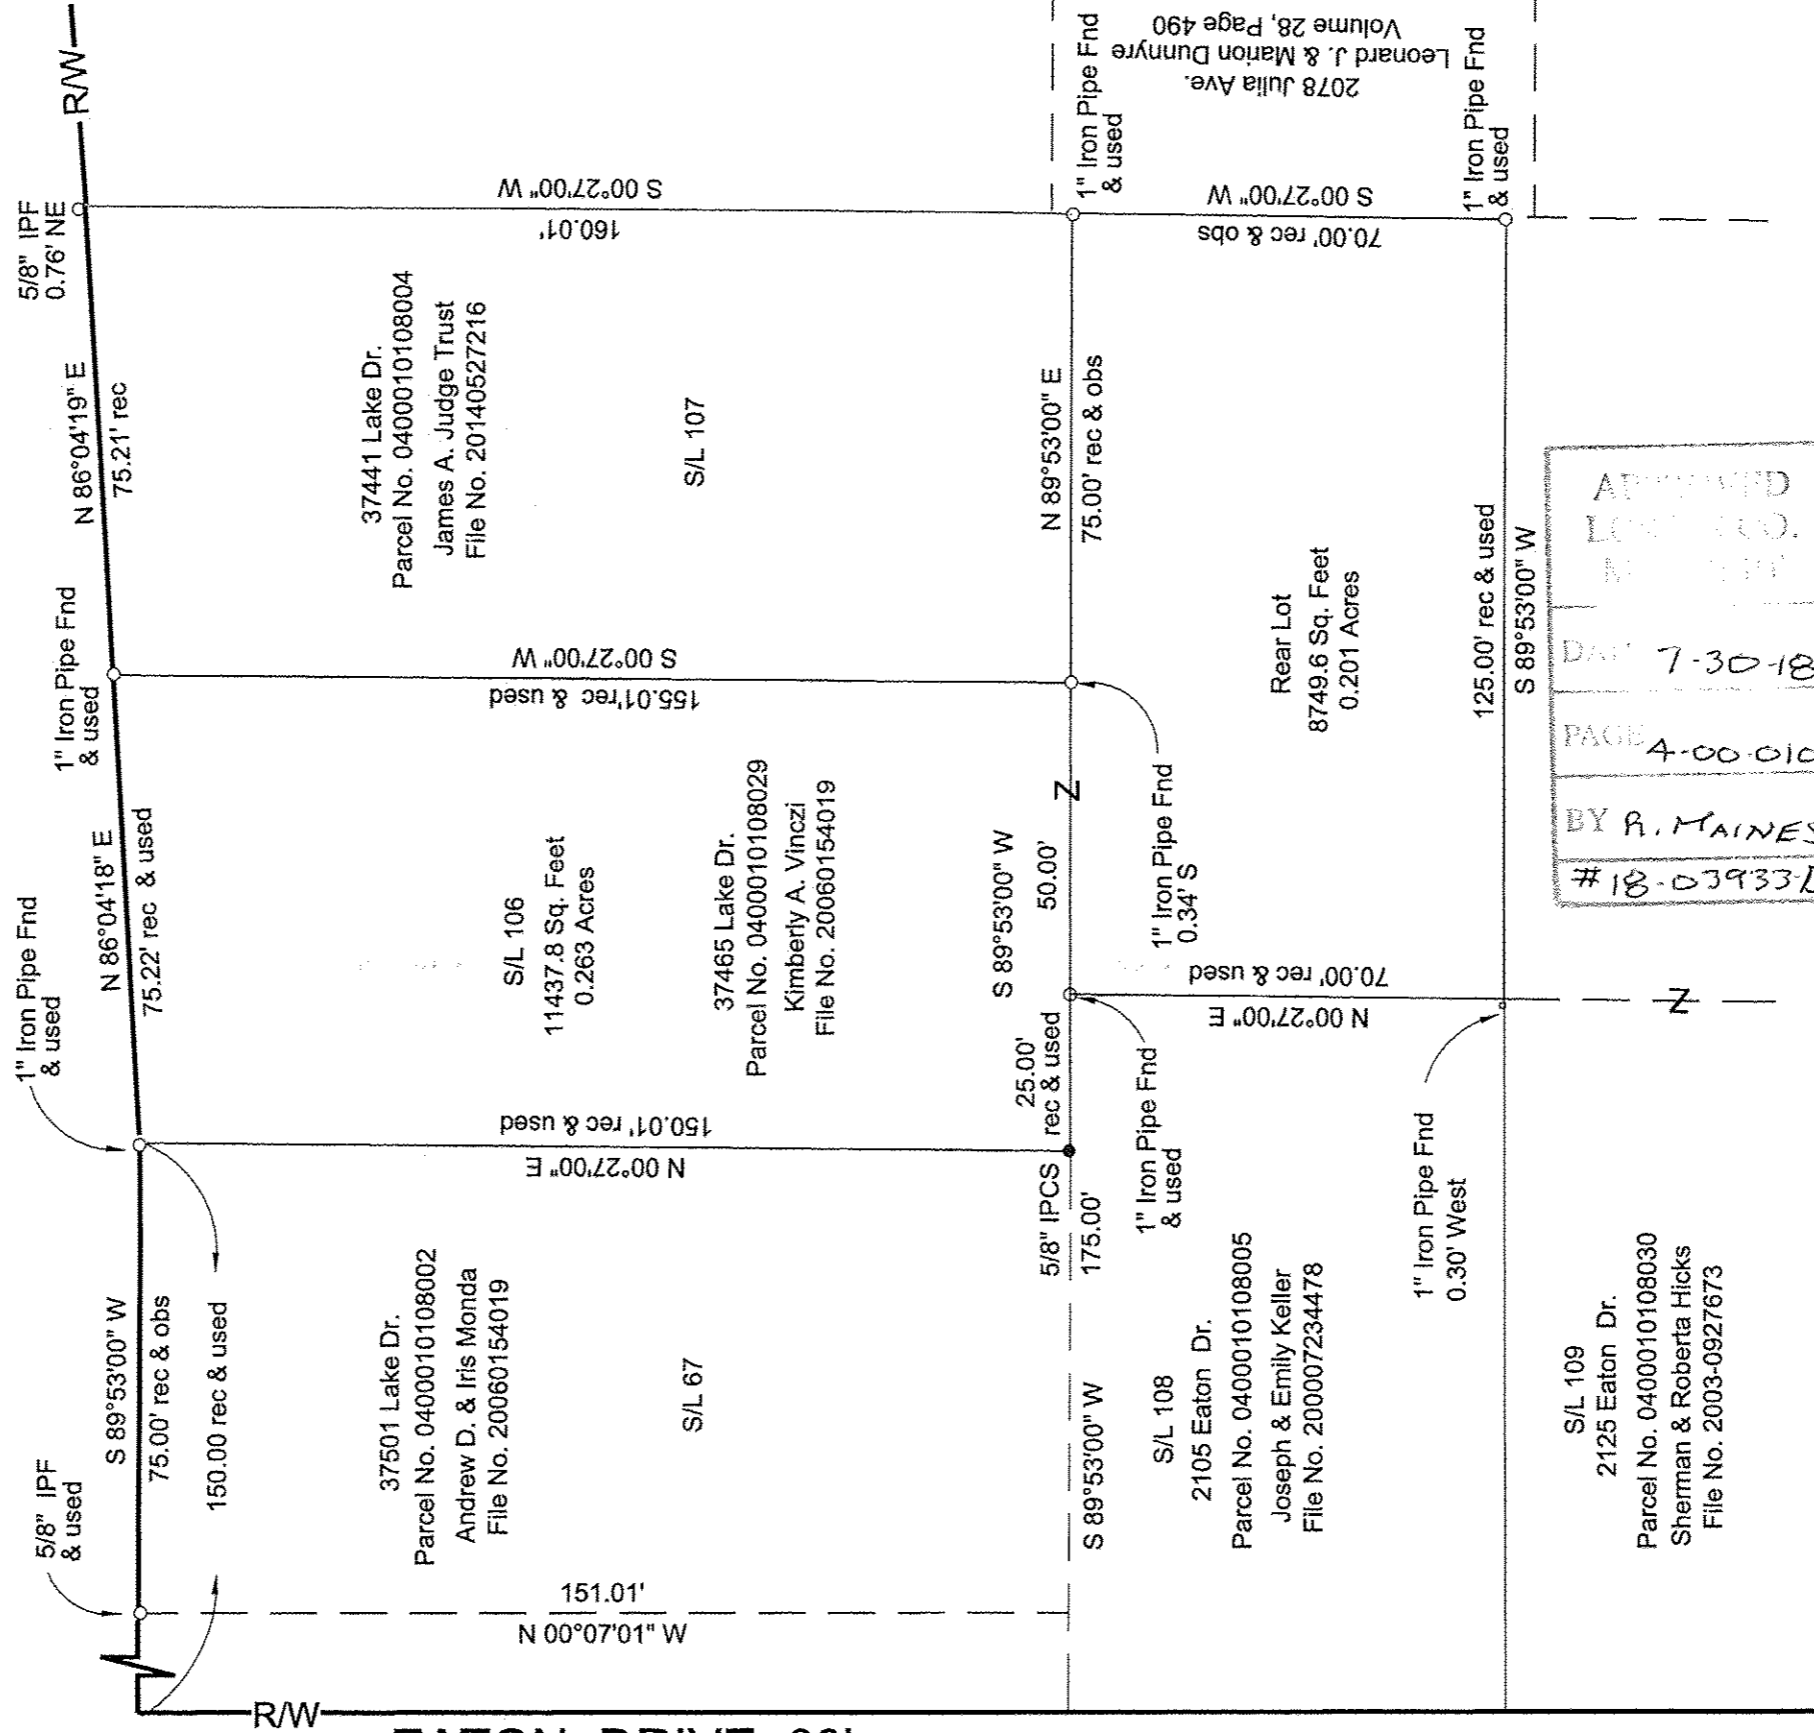 R/W
5/8" IPF
0.76' NE
N 86°04'19" E
75.21' rec
1" Iron Pipe Fnd
& used
N 86°04'18" E
75.22' rec & used
1" Iron Pipe Fnd
& used
S 89°53'00" W
75.00' rec & obs
150.00 rec & used
5/8" IPF
& used
S 00°27'00" W
160.01'
37441 Lake Dr.
Parcel No. 0400010108004
James A. Judge Trust
File No. 20140527216
S/L 107
S 00°27'00" W
155.01' rec & used
S/L 106
11437.8 Sq. Feet
0.263 Acres
37465 Lake Dr.
Parcel No. 0400010108029
Kimberly A. Vinczi
File No. 20060154019
150.01' rec & used
N 00°27'00" E
37501 Lake Dr.
Parcel No. 0400010108002
Andrew D. & Iris Monda
File No. 20060154019
S/L 67
151.01'
N 00°07'01" W
R/W
2078 Julia Ave.
Leonard J. & Marion Dunnyre
Volume 28, Page 490
1" Iron Pipe Fnd
& used
1" Iron Pipe Fnd
& used
S 00°27'00" W
70.00' rec & obs
N 89°53'00" E
75.00' rec & obs
Z
S 89°53'00" W
50.00'
1" Iron Pipe Fnd
0.34' S
25.00'
rec & used
5/8" IPCS
175.00'
1" Iron Pipe Fnd
& used
S 89°53'00" W
Rear Lot
8749.6 Sq. Feet
0.201 Acres
125.00' rec & used
S 89°53'00" W
70.00' rec & used
N 00°27'00" E
Z
1" Iron Pipe Fnd
0.30' West
S/L 108
2105 Eaton Dr.
Parcel No. 0400010108005
Joseph & Emily Keller
File No. 20000723​4478
S/L 109
2125 Eaton Dr.
Parcel No. 0400010108030
Sherman & Roberta Hicks
File No. 2003-0927673
7-30-18
PAGE 4-00-010
BY R. MAINES
EATON DRIVE